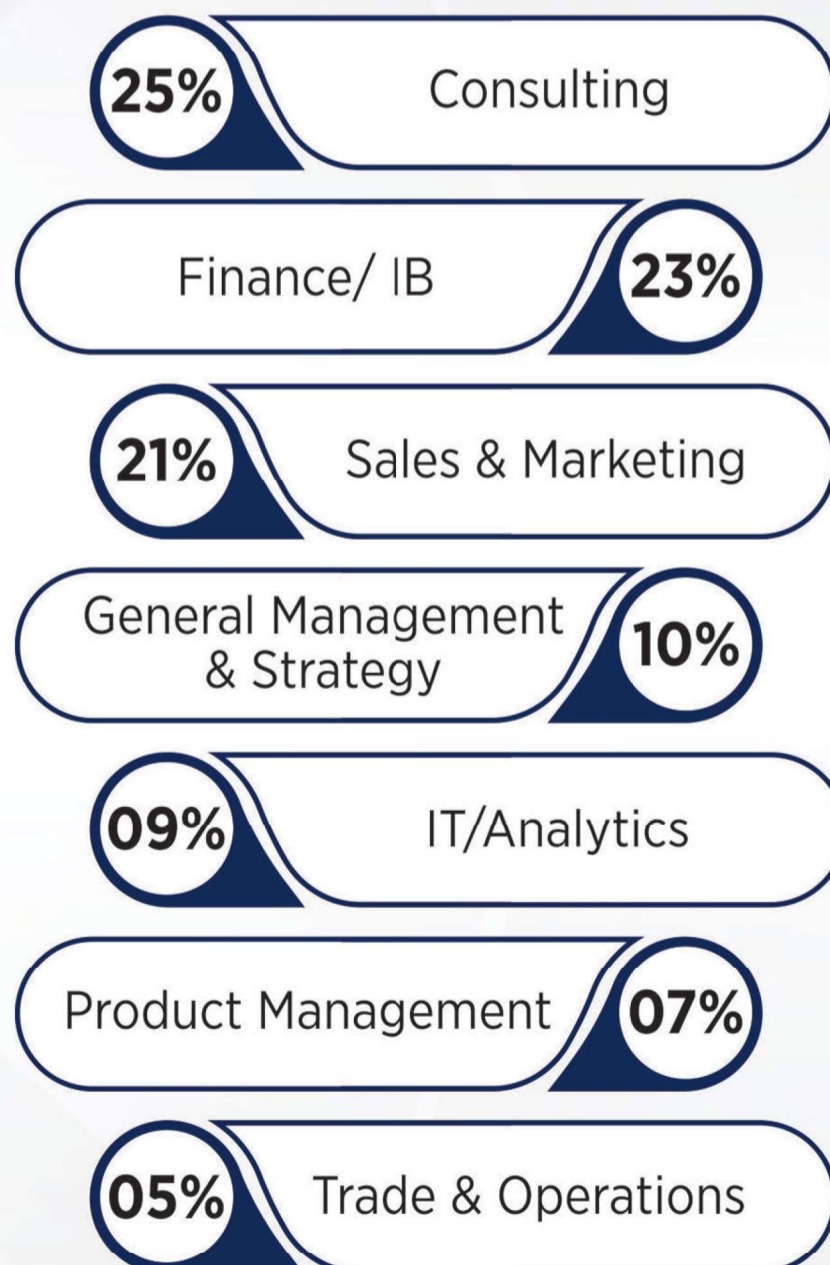 25% Consulting
Finance/ IB 23%
21% Sales & Marketing
General Management
& Strategy
10%
09% IT/Analytics
Product Management 07%
05% Trade & Operations